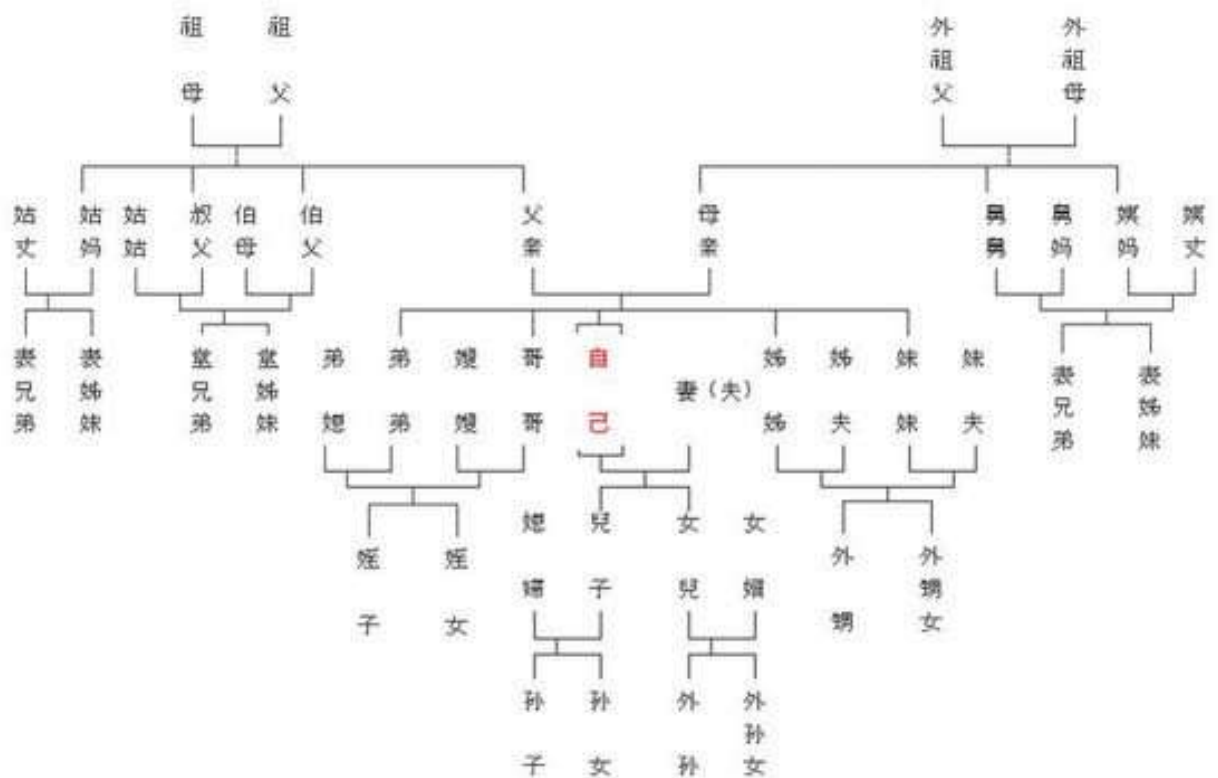 祖母
祖父
外祖父
外祖母
姑丈
姑妈
姑姑
叔父
伯母
伯父
父亲
母亲
舅舅
舅妈
姨妈
姨丈
表兄弟
表姊妹
堂兄弟
堂姊妹
弟媳
弟弟
嫂嫂
哥哥
自己
妻（夫）
姊姊
姊夫
妹妹
妹夫
表兄弟
表姊妹
姪子
姪女
媳婦
兒子
女兒
女婿
外甥
外甥女
孙子
孙女
外孙
外孙女